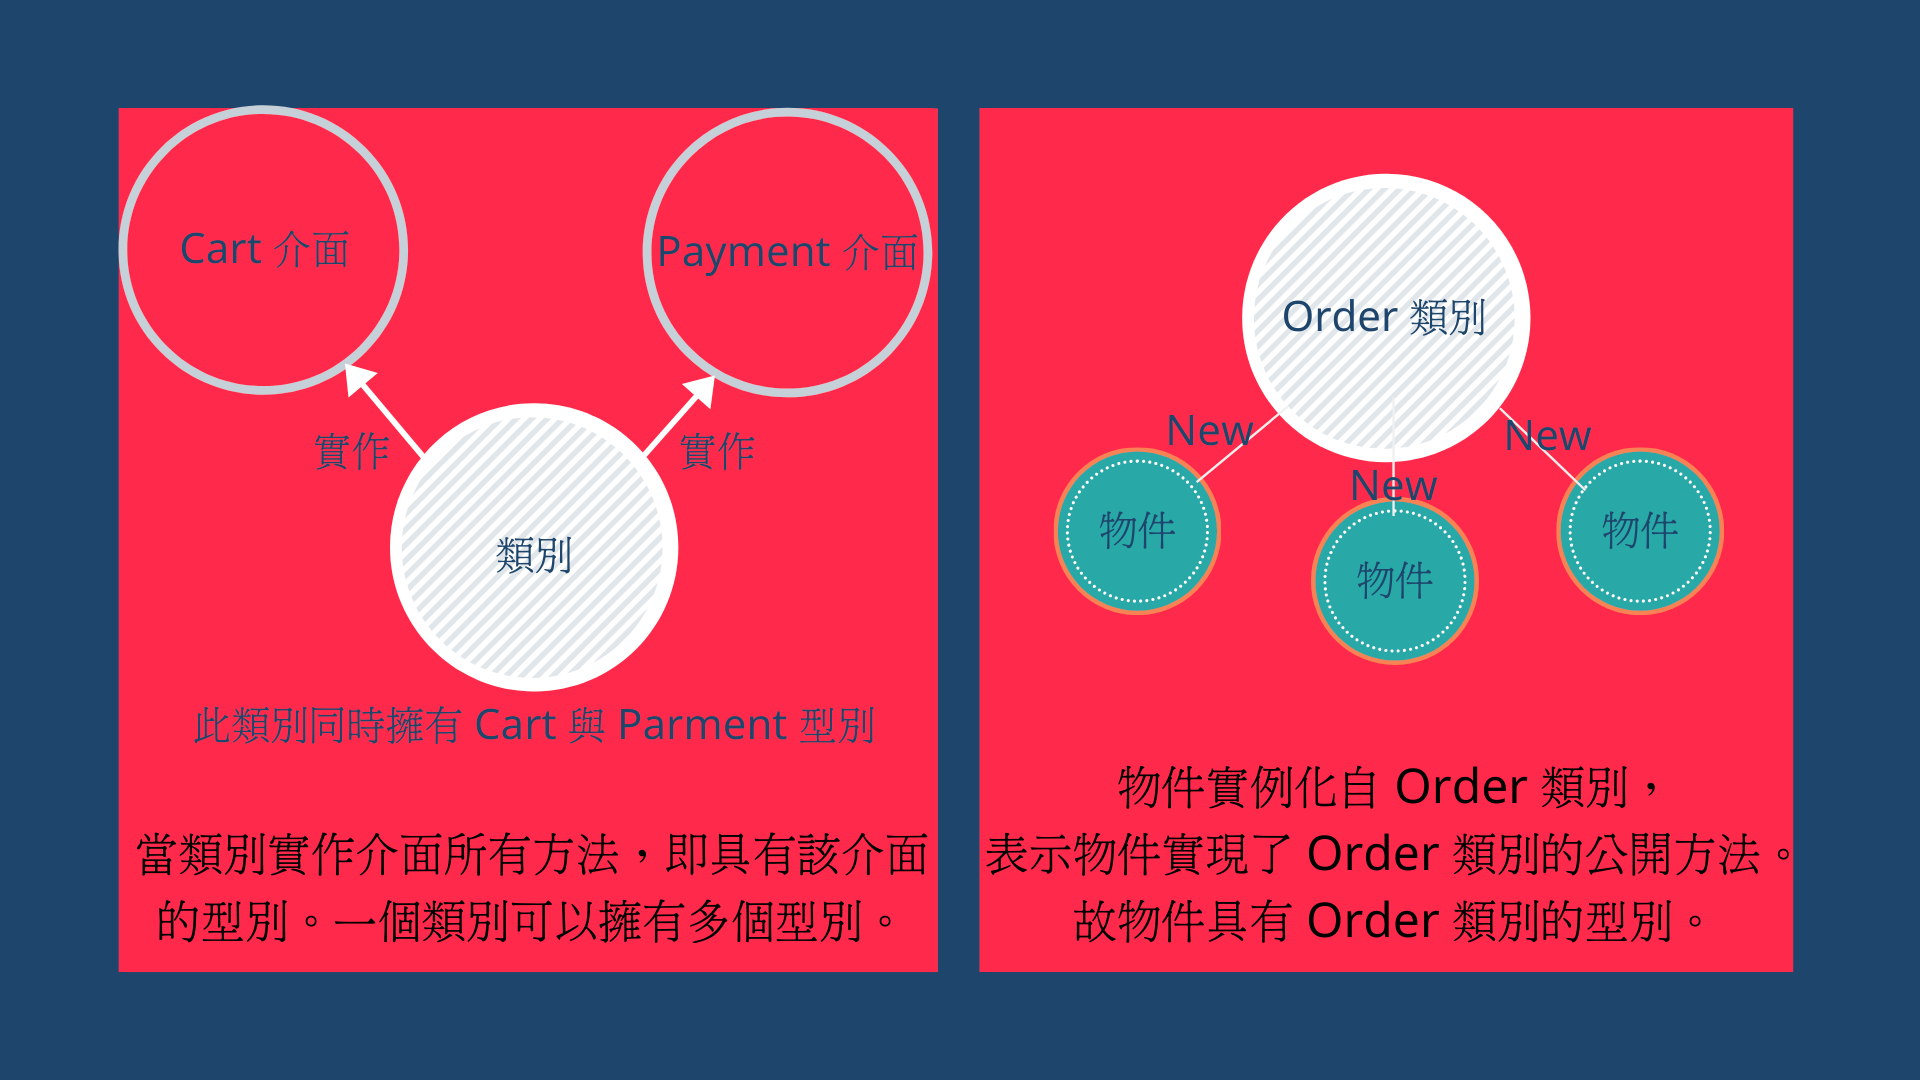 Cart 介面
Payment 介面
實作
實作
類別
此類別同時擁有 Cart 與 Parment 型別
當類別實作介面所有方法，即具有該介面
的型別。一個類別可以擁有多個型別。
Order 類別
New
New
New
物件
物件
物件
物件實例化自 Order 類別，
表示物件實現了 Order 類別的公開方法。
故物件具有 Order 類別的型別。